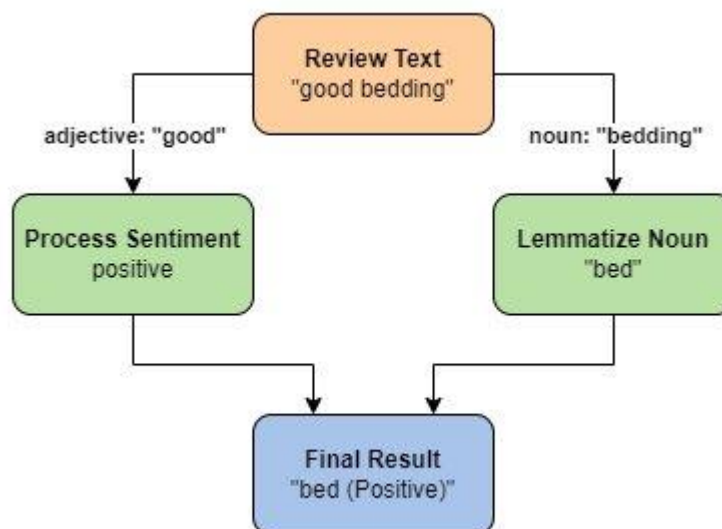 Review Text
"good bedding"
adjective: "good"
noun: "bedding"
Process Sentiment
positive
Lemmatize Noun
"bed"
Final Result
"bed (Positive)"